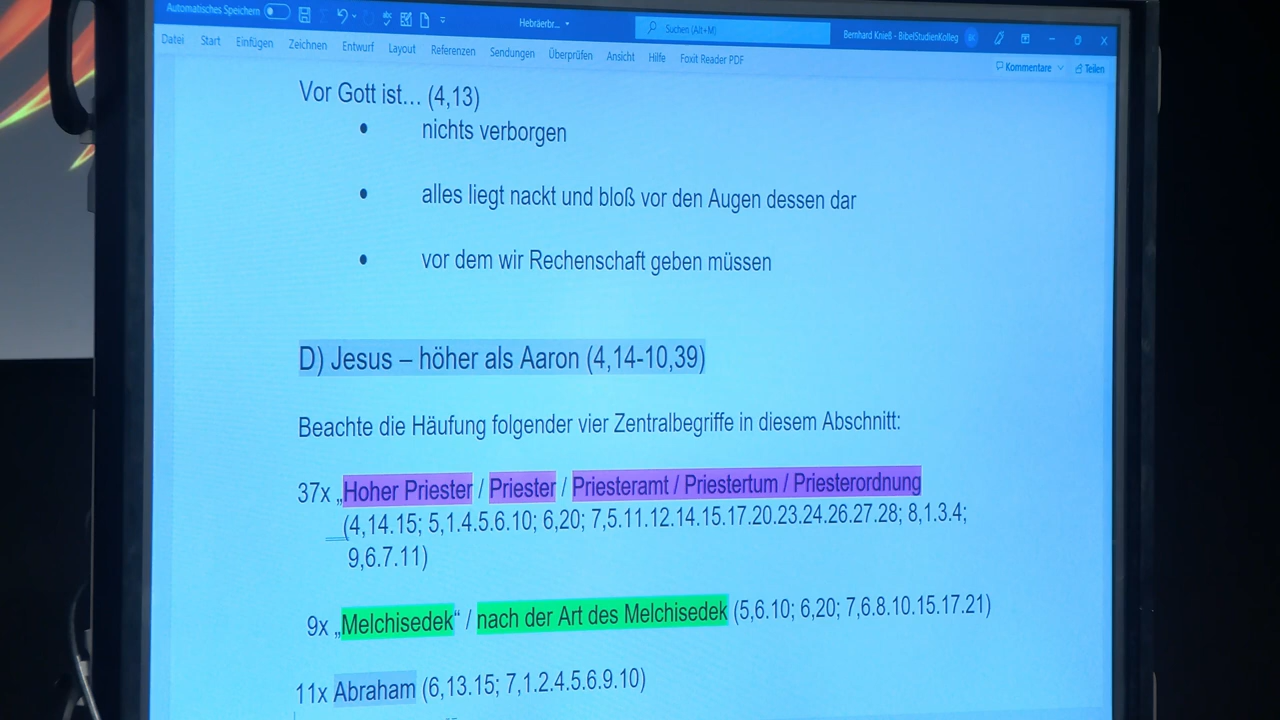 Automatisches Speichern
Hebräerbr...
Suchen (Alt+M)
Bernhard Knieß - BibelStudienKolleg
Datei Start Einfügen Zeichnen Entwurf Layout Referenzen Sendungen Überprüfen Ansicht Hilfe Foxit Reader PDF
Kommentare Teilen
Vor Gott ist... (4,13)
• nichts verborgen
• alles liegt nackt und bloß vor den Augen dessen dar
• vor dem wir Rechenschaft geben müssen
D) Jesus – höher als Aaron (4,14-10,39)
Beachte die Häufung folgender vier Zentralbegriffe in diesem Abschnitt:
37x „Hoher Priester / Priester / Priesteramt / Priestertum / Priesterordnung
(4,14.15; 5,1.4.5.6.10; 6,20; 7,5.11.12.14.15.17.20.23.24.26.27.28; 8,1.3.4;
9,6.7.11)
9x „Melchisedek“ / nach der Art des Melchisedek (5,6.10; 6,20; 7,6.8.10.15.17.21)
11x Abraham (6,13.15; 7,1.2.4.5.6.9.10)